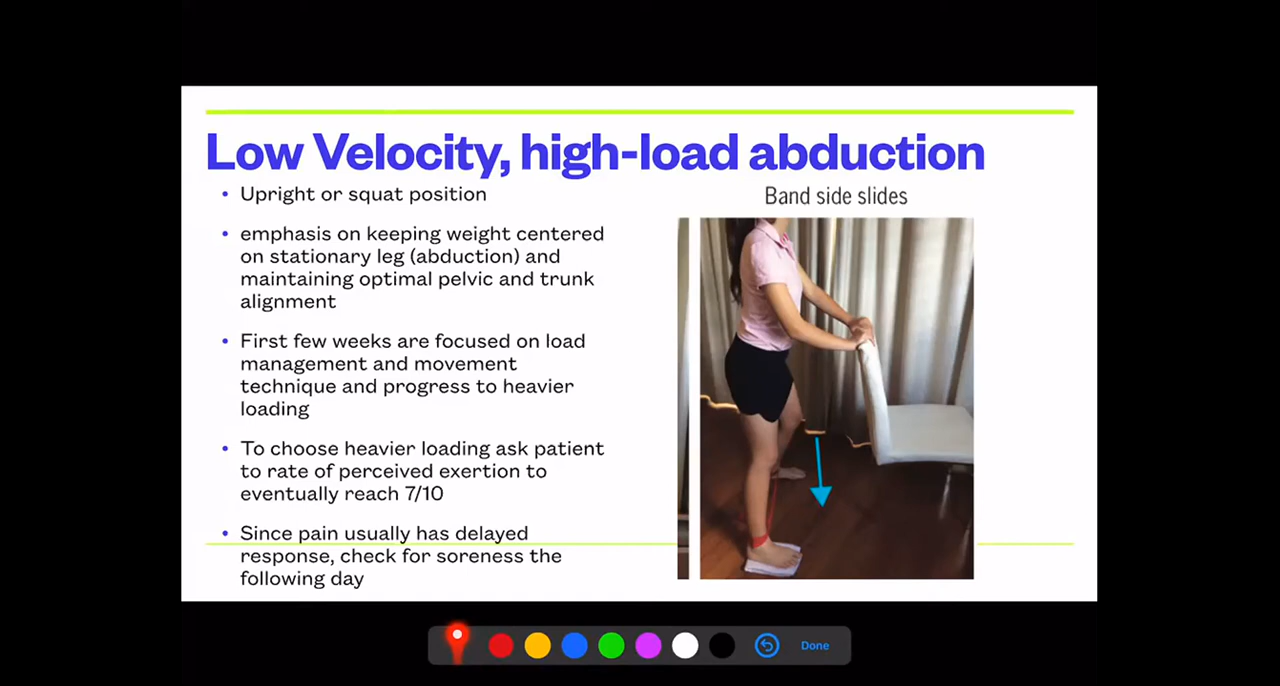 Low Velocity, high-load abduction
• Upright or squat position
Band side slides
• emphasis on keeping weight centered
on stationary leg (abduction) and
maintaining optimal pelvic and trunk
alignment
• First few weeks are focused on load
management and movement
technique and progress to heavier
loading
• To choose heavier loading ask patient
to rate of perceived exertion to
eventually reach 7/10
• Since pain usually has delayed
response, check for soreness the
following day
Done